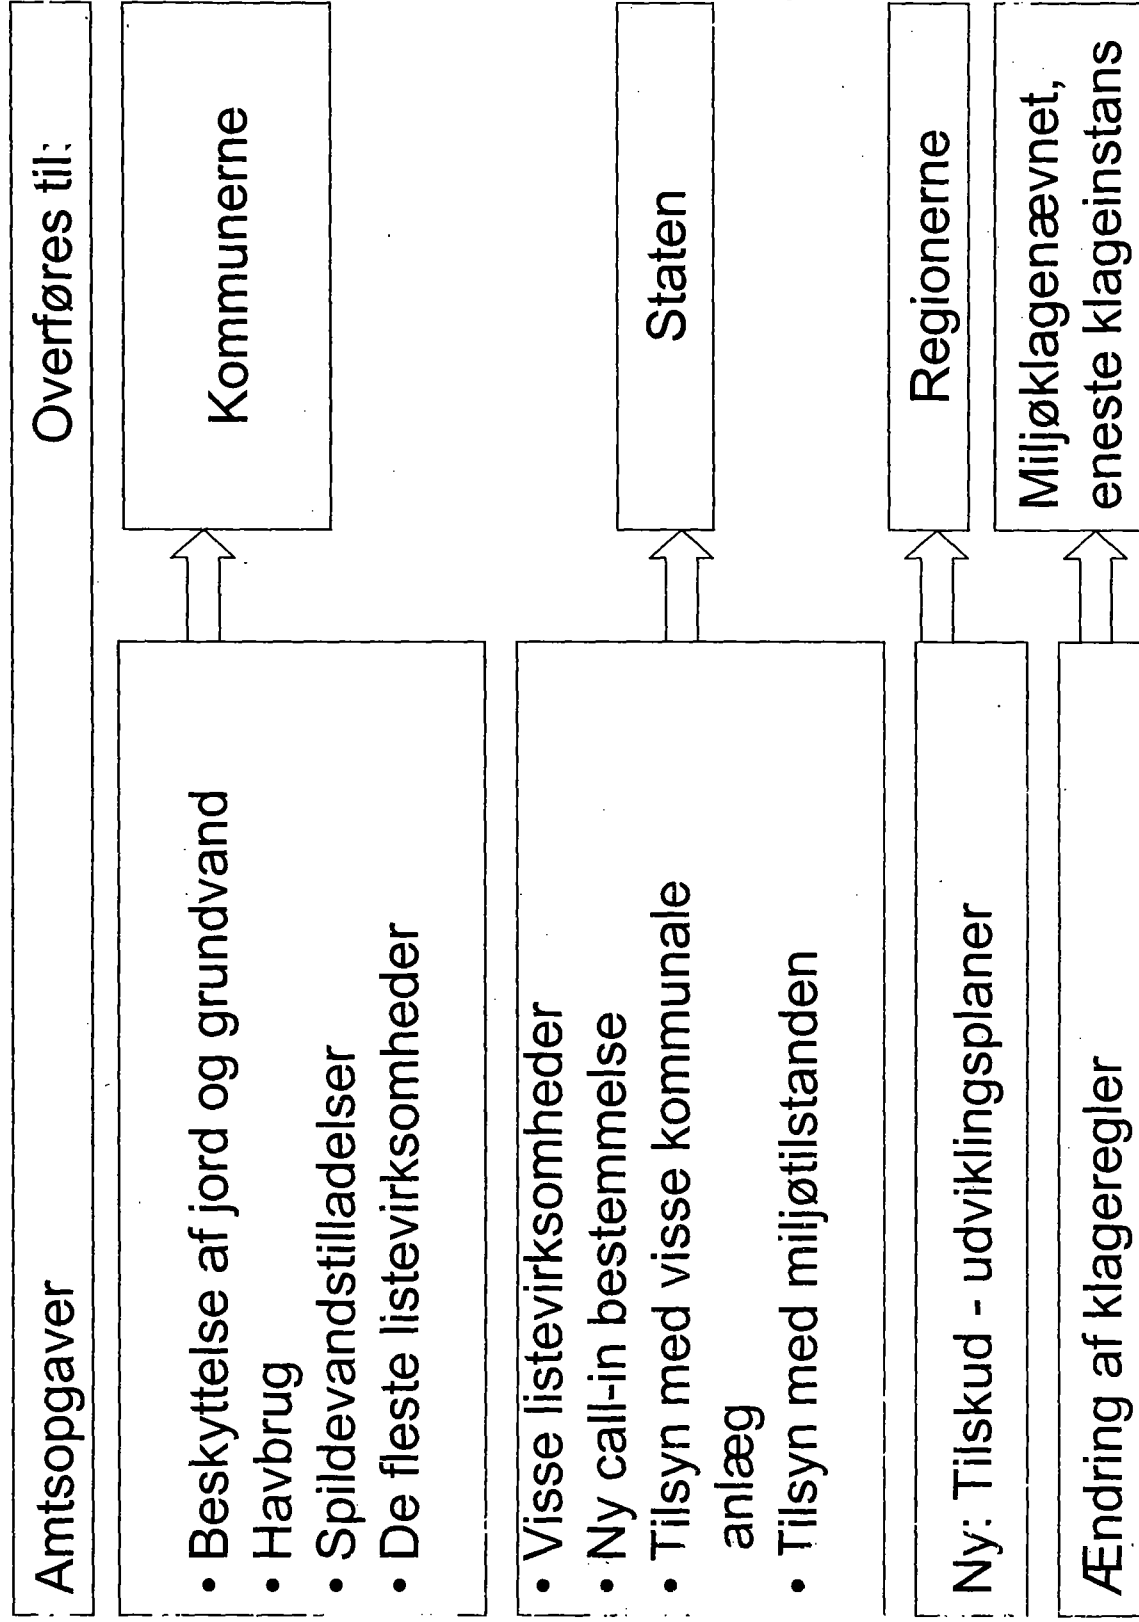 Amtsopgaver
Overføres til:
• Beskyttelse af jord og grundvand
• Havbrug
• Spildevandstilladelser
• De fleste listevirksomheder
Kommunerne
• Visse listevirksomheder
• Ny call-in bestemmelse
• Tilsyn med visse kommunale
anlæg
• Tilsyn med miljøtilstanden
Staten
Ny: Tilskud - udviklingsplaner
Regionerne
Ændring af klageregler
Miljøklagenævnet,
eneste klageinstans